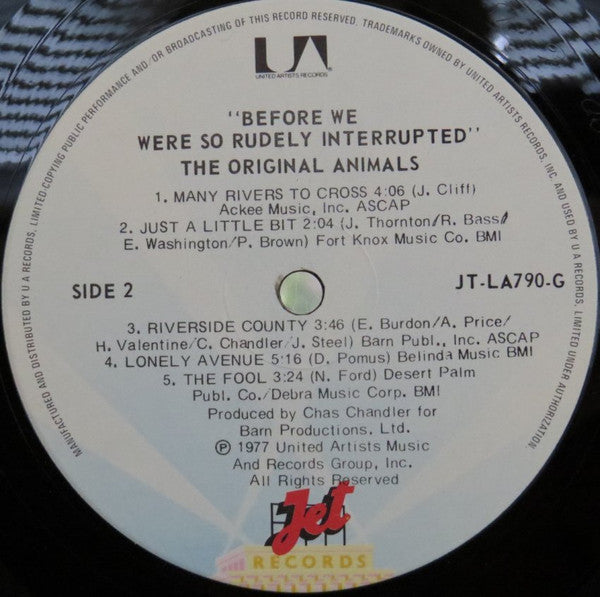 MANUFACTURED AND DISTRIBUTED BY U A RECORDS, LIMITED·COPYING PUBLIC PERFORMANCE AND/OR BROADCASTING OF THIS RECORD RESERVED. TRADEMARKS OWNED BY UNITED ARTISTS RECORDS, INC. AND USED BY U A RECORDS, LIMITED UNDER AUTHORIZATION.
UA
UNITED ARTISTS RECORDS
"BEFORE WE
WERE SO RUDELY INTERRUPTED"
THE ORIGINAL ANIMALS
1. MANY RIVERS TO CROSS 4:06 (J. Cliff)
Ackee Music, Inc. ASCAP
2. JUST A LITTLE BIT 2:04 (J. Thornton/R. Bass/
E. Washington/P. Brown) Fort Knox Music Co. BMI
SIDE 2
JT-LA790-G
3. RIVERSIDE COUNTY 3:46 (E. Burdon/A. Price/
H. Valentine/C. Chandler/J. Steel) Barn Publ., Inc. ASCAP
4. LONELY AVENUE 5:16 (D. Pomus) Belinda Music BMI
5. THE FOOL 3:24 (N. Ford) Desert Palm
Publ. Co./Debra Music Corp. BMI
Produced by Chas Chandler for
Barn Productions, Ltd.
℗ 1977 United Artists Music
And Records Group, Inc.
All Rights Reserved
Jet
RECORDS